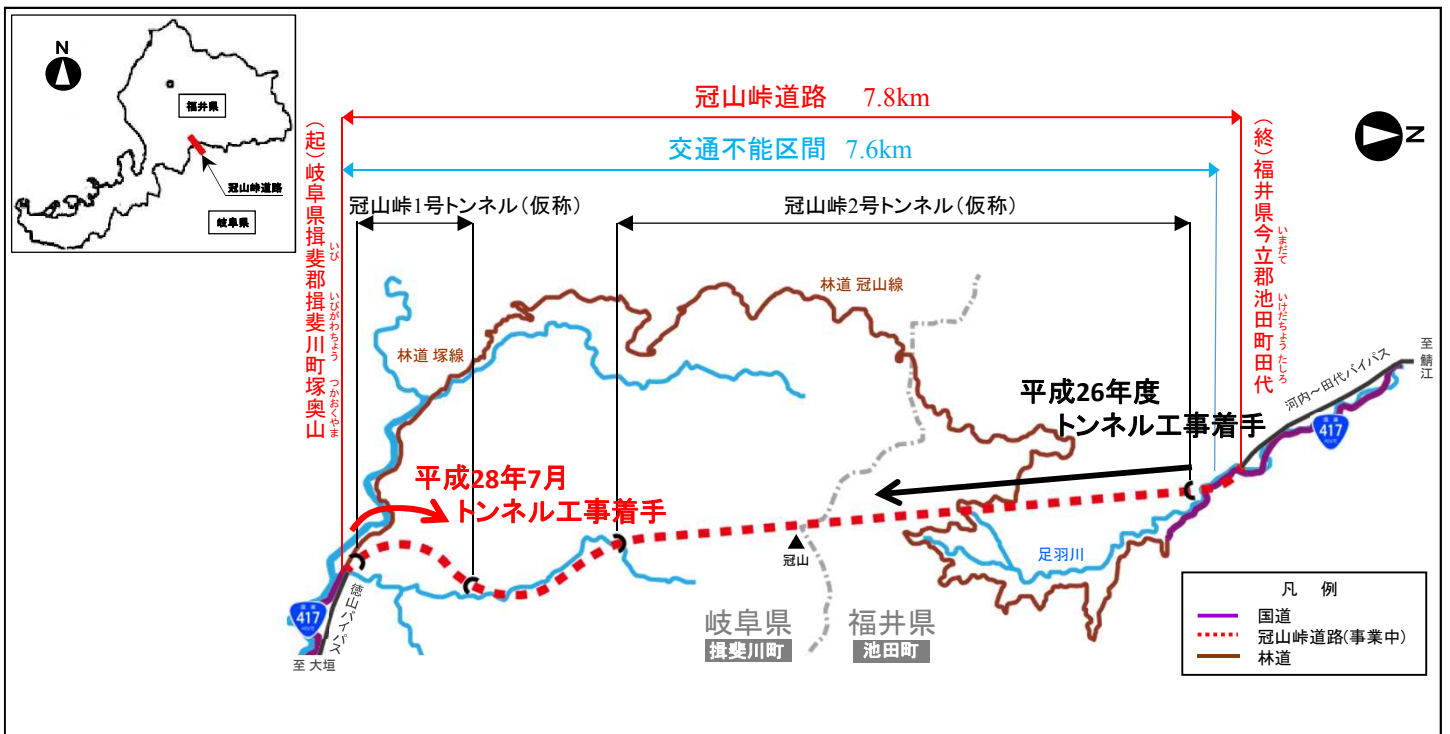 N
福井県
冠山峠道路
岐阜県
冠山峠道路 7.8km
交通不能区間 7.6km
N
冠山峠1号トンネル(仮称)
冠山峠2号トンネル(仮称)
(起)岐阜県揖斐郡揖斐川町塚奥山
いび
いびがわちょう
つかおくやま
(終)福井県今立郡池田町田代
いまだて
いけだちょう たしろ
林道 冠山線
林道 塚線
至 鯖江
河内~田代バイパス
417
平成26年度
トンネル工事着手
平成28年7月
トンネル工事着手
冠山
足羽川
徳山バイパス
417
至 大垣
岐阜県
揖斐川町
福井県
池田町
凡 例
国道
冠山峠道路(事業中)
林道